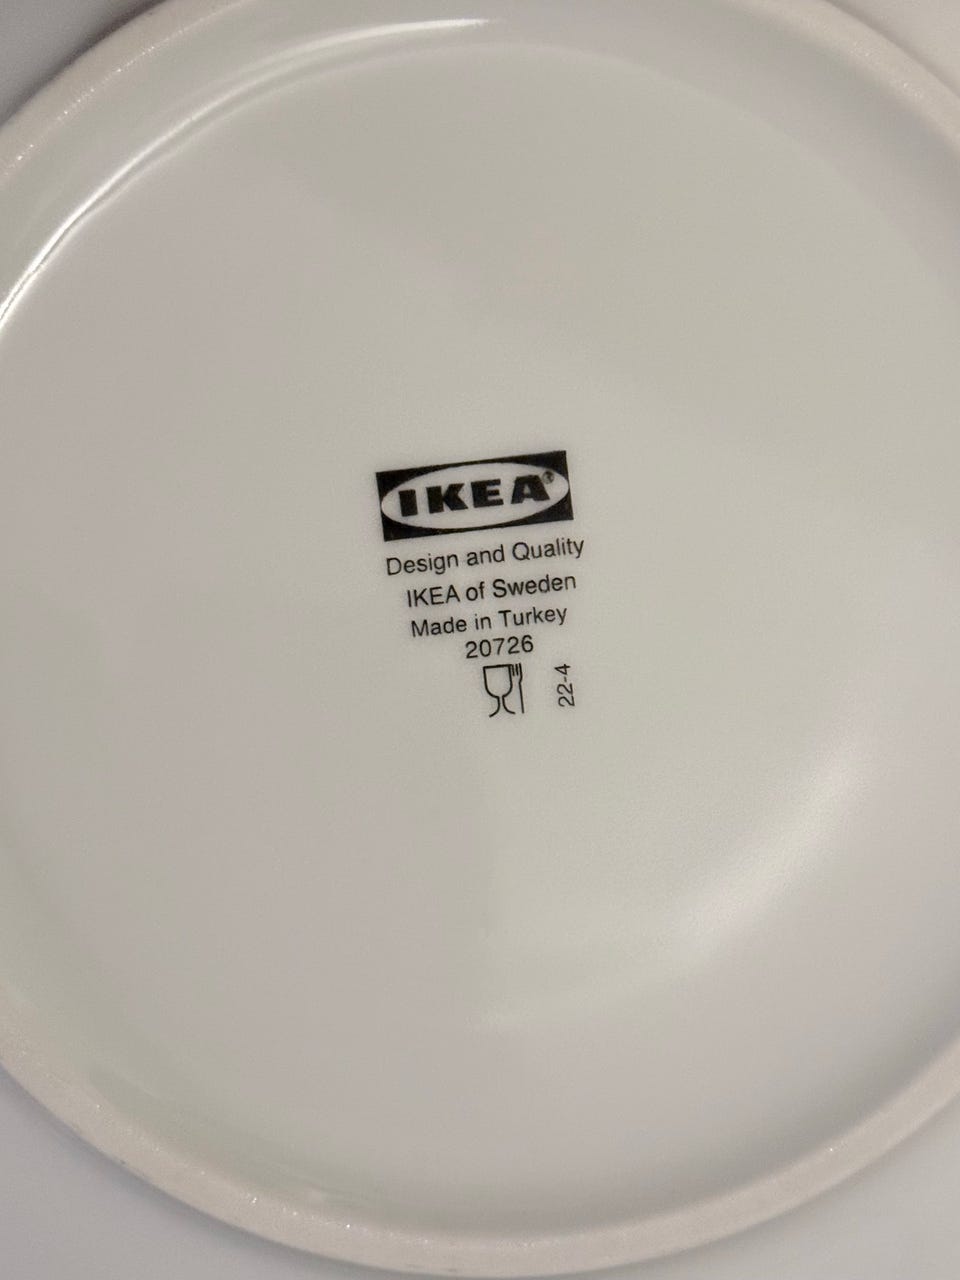 IKEA®
Design and Quality
IKEA of Sweden
Made in Turkey
20726
22-4